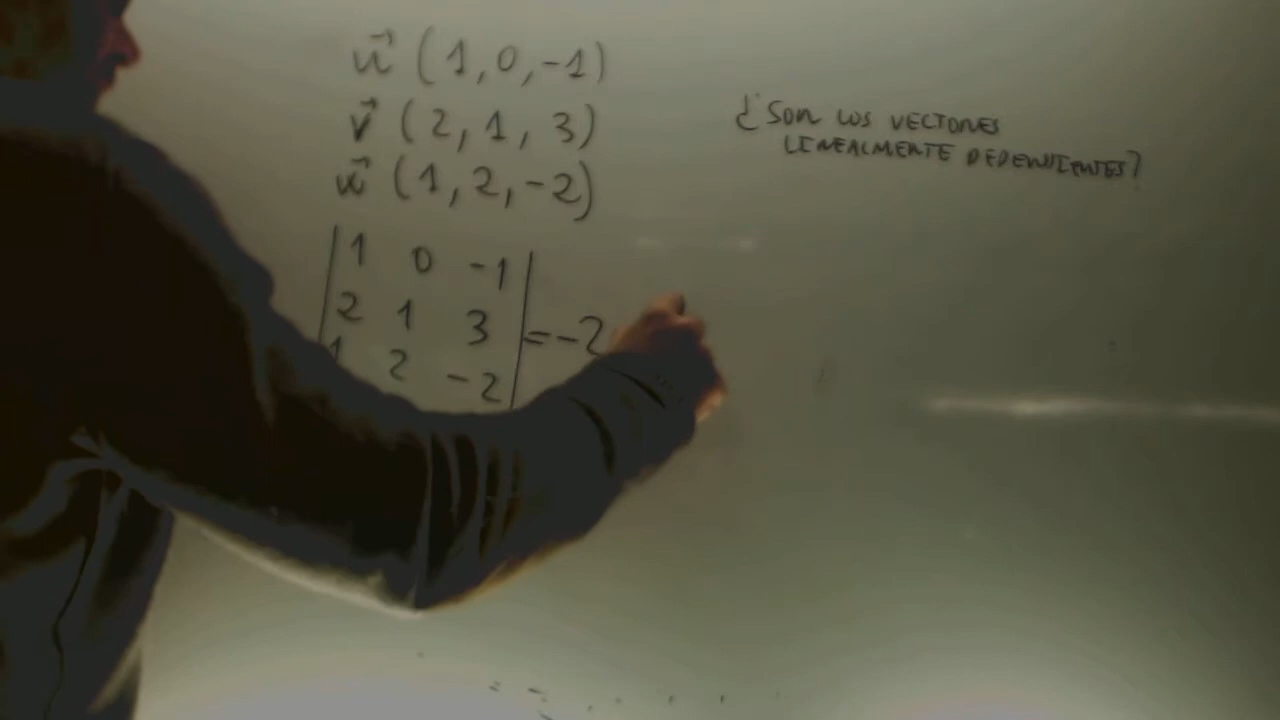 u⃗ (1, 0, -1)
v⃗ (2, 1, 3)
w⃗ (1, 2, -2)
¿SON LOS VECTORES
LINEALMENTE DEPENDIENTES?
| 1 0 -1 |
| 2 1 3 | = -2
| 1 2 -2 |